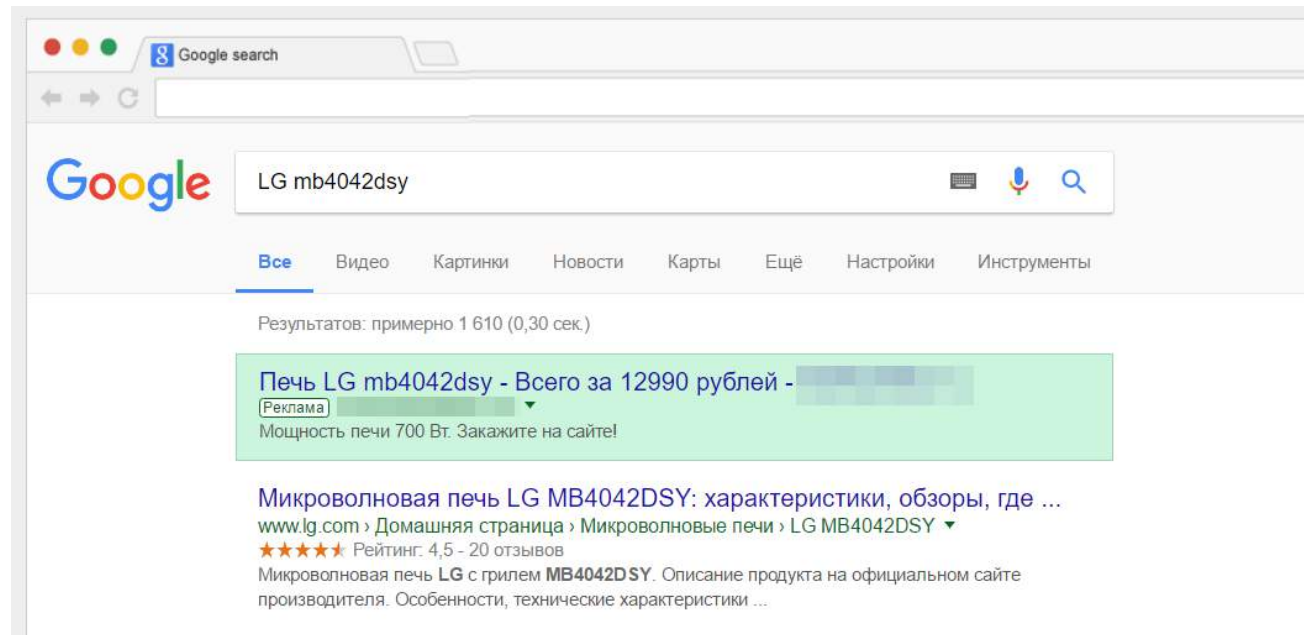 Google search
Google
LG mb4042dsy
Все Видео Картинки Новости Карты Ещё Настройки Инструменты
Результатов: примерно 1 610 (0,30 сек.)
Печь LG mb4042dsy - Всего за 12990 рублей -
Реклама
Мощность печи 700 Вт. Закажите на сайте!
Микроволновая печь LG MB4042DSY: характеристики, обзоры, где ...
www.lg.com › Домашняя страница › Микроволновые печи › LG MB4042DSY
Рейтинг: 4,5 - 20 отзывов
Микроволновая печь LG с грилем MB4042DSY. Описание продукта на официальном сайте
производителя. Особенности, технические характеристики ...